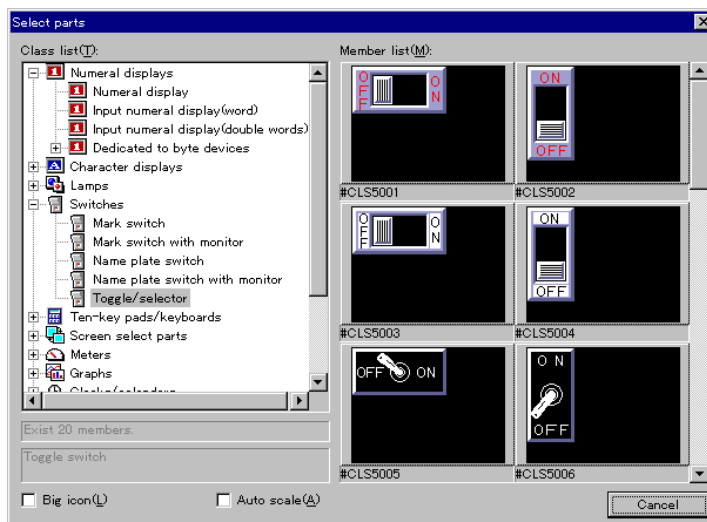 Select parts
Class list(T):
Numeral displays
Numeral display
Input numeral display(word)
Input numeral display(double words)
Dedicated to byte devices
Character displays
Lamps
Switches
Mark switch
Mark switch with monitor
Name plate switch
Name plate switch with monitor
Toggle/selector
Ten-key pads/keyboards
Screen select parts
Meters
Graphs
Exist 20 members.
Toggle switch
Big icon(L)
Auto scale(A)
Member list(M):
OFF ON
ON
OFF
#CLS5001
#CLS5002
OFF ON
ON
OFF
#CLS5003
#CLS5004
OFF ON
ON
OFF
#CLS5005
#CLS5006
Cancel